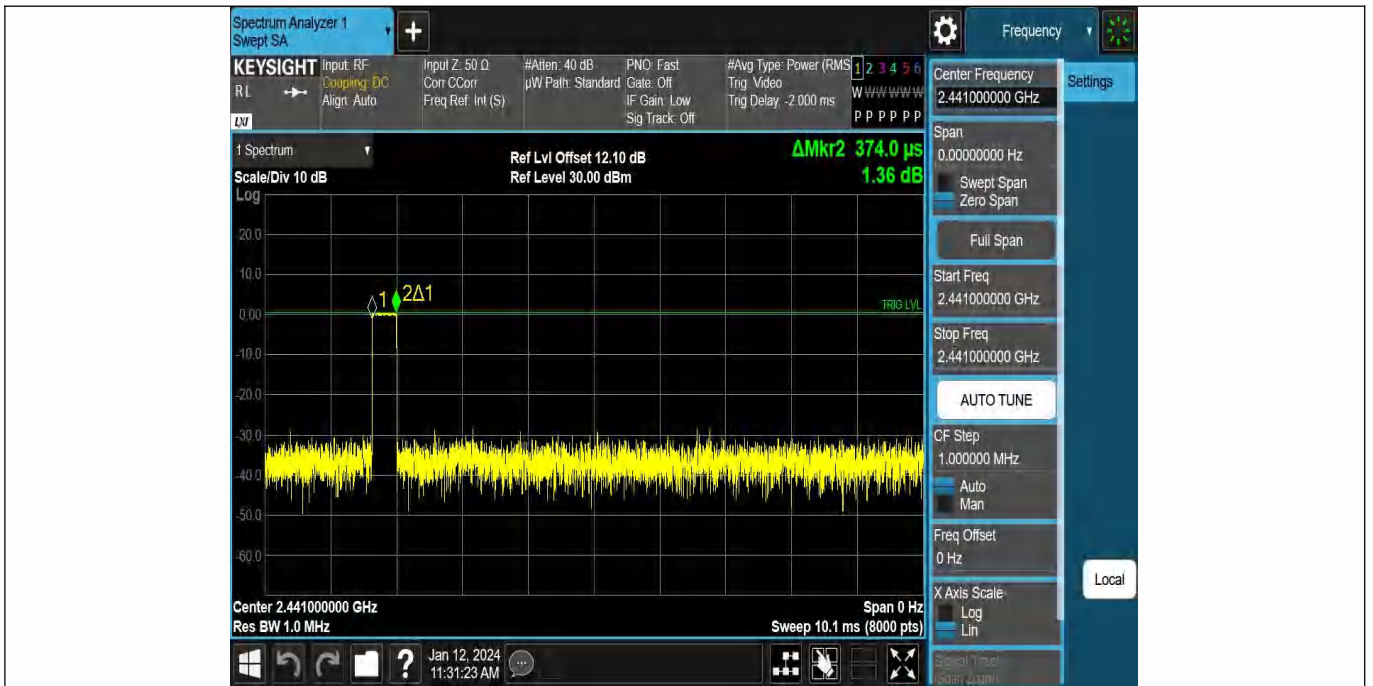 Spectrum Analyzer 1
Swept SA
+
Frequency
KEYSIGHT
RL
LXI
Input: RF
Coupling: DC
Align: Auto
Input Z: 50 Ω
Corr CCorr
Freq Ref: Int (S)
#Atten: 40 dB
µW Path: Standard
PNO: Fast
Gate: Off
IF Gain: Low
Sig Track: Off
#Avg Type: Power (RMS
Trig: Video
Trig Delay: -2.000 ms
1 2 3 4 5 6
W W W W W W
P P P P P P
1 Spectrum
Scale/Div 10 dB
Log
Ref Lvl Offset 12.10 dB
Ref Level 30.00 dBm
ΔMkr2 374.0 µs
1.36 dB
20.0
10.0
0.00
-10.0
-20.0
-30.0
-40.0
-50.0
-60.0
1
2Δ1
TRIG LVL
Center 2.441000000 GHz
Res BW 1.0 MHz
Span 0 Hz
Sweep 10.1 ms (8000 pts)
Center Frequency
2.441000000 GHz
Settings
Span
0.00000000 Hz
Swept Span
Zero Span
Full Span
Start Freq
2.441000000 GHz
Stop Freq
2.441000000 GHz
AUTO TUNE
CF Step
1.000000 MHz
Auto
Man
Freq Offset
0 Hz
X Axis Scale
Log
Lin
Local
Signal Track
(Span Zoom)
?
Jan 12, 2024
11:31:23 AM